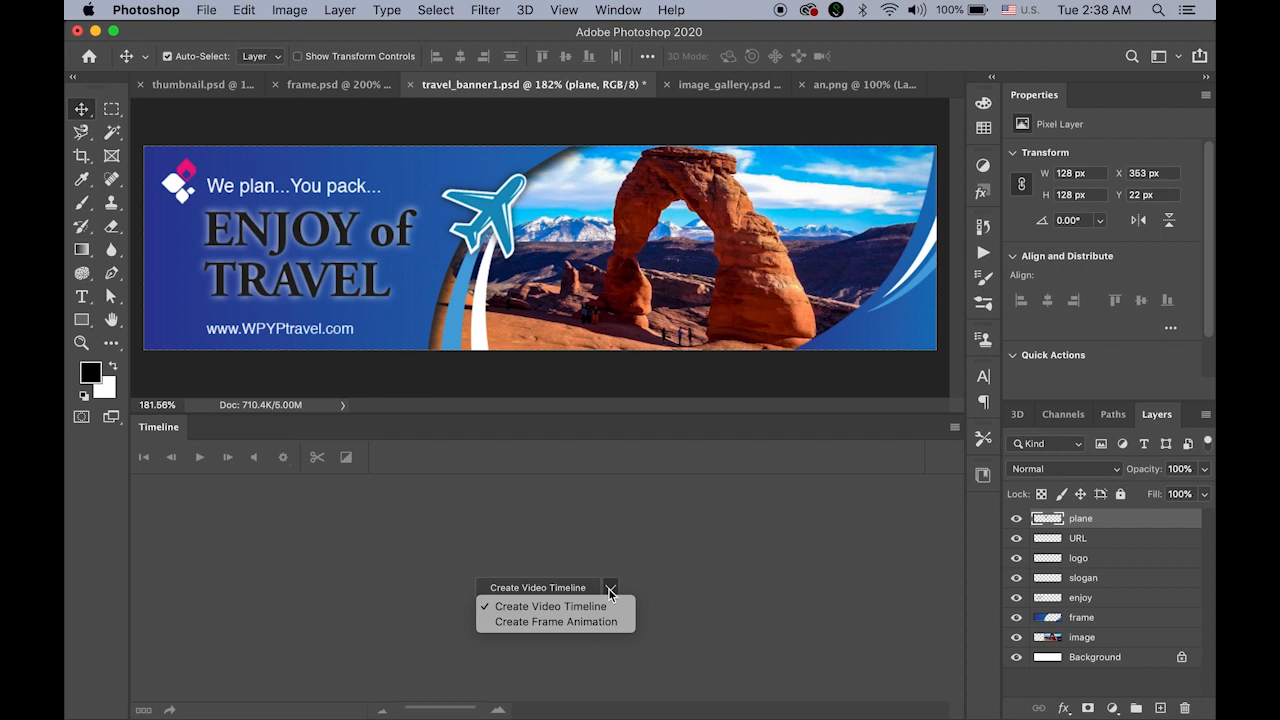 Photoshop File Edit Image Layer Type Select Filter 3D View Window Help 100% U.S. Tue 2:38 AM
Adobe Photoshop 2020
Auto-Select: Layer Show Transform Controls 3D Mode:
thumbnail.psd @ 1... frame.psd @ 200% ... travel_banner1.psd @ 182% (plane, RGB/8) * image_gallery.psd ... an.png @ 100% (La...
We plan...You pack...
ENJOY of
TRAVEL
www.WPYPtravel.com
181.56% Doc: 710.4K/5.00M
Timeline
Create Video Timeline
Create Video Timeline
Create Frame Animation
Properties
Pixel Layer
Transform
W 128 px X 353 px
H 128 px Y 22 px
0.00°
Align and Distribute
Align:
Quick Actions
3D Channels Paths Layers
Kind
Normal Opacity: 100%
Lock: Fill: 100%
plane
URL
logo
slogan
enjoy
frame
image
Background